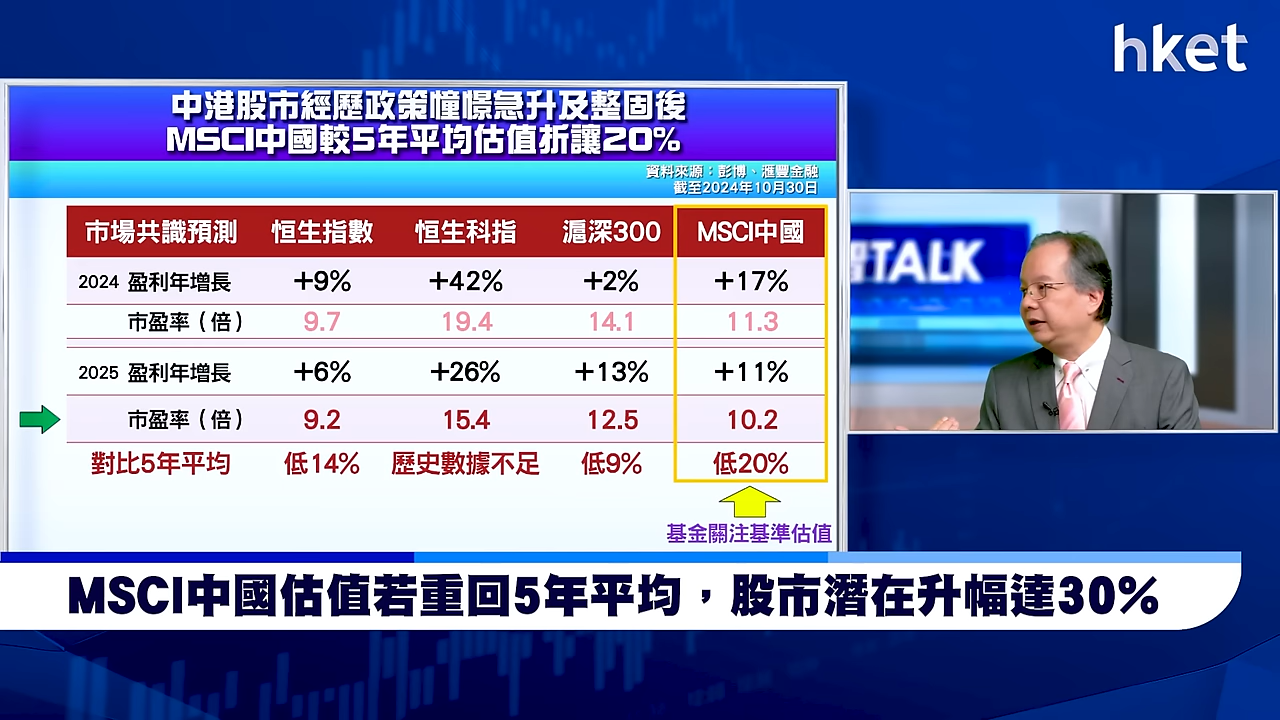 hket
中港股市經歷政策憧憬急升及整固後
MSCI中國較5年平均估值折讓20%
資料來源：彭博、滙豐金融
截至2024年10月30日
市場共識預測 恒生指數 恒生科指 滬深300 MSCI中國
2024 盈利年增長 +9% +42% +2% +17%
市盈率（倍） 9.7 19.4 14.1 11.3
2025 盈利年增長 +6% +26% +13% +11%
市盈率（倍） 9.2 15.4 12.5 10.2
對比5年平均 低14% 歷史數據不足 低9% 低20%
基金關注基準估值
TALK
MSCI中國估值若重回5年平均，股市潛在升幅達30%